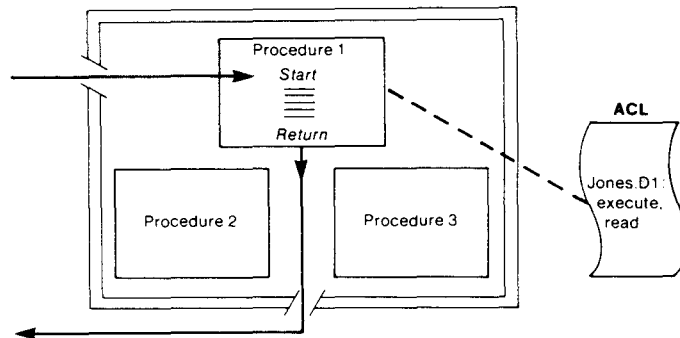 Procedure 1
Start
Return
Procedure 2
Procedure 3
ACL
Jones.D1:
execute,
read